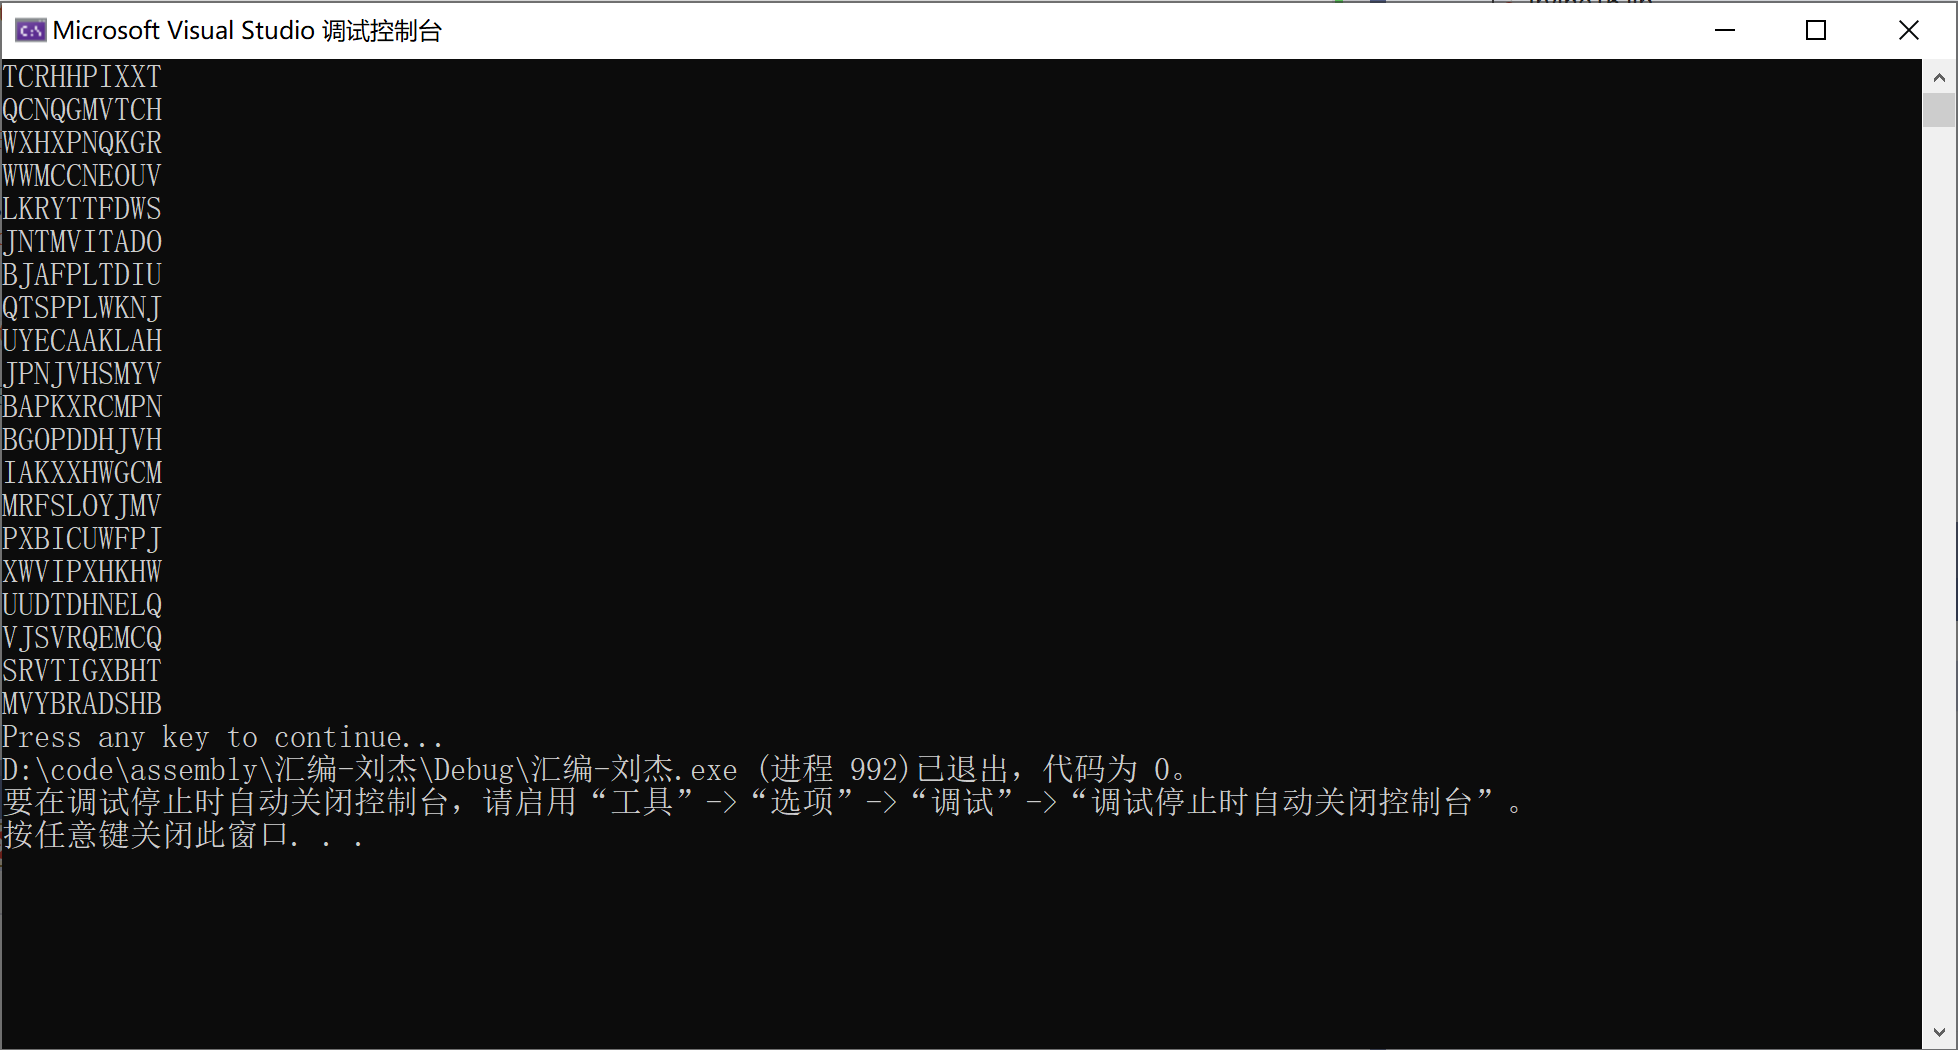 Microsoft Visual Studio 调试控制台
TCRHHPIXXT
QCNQGMVTCH
WXHXPNQKGR
WWMCCNEOUV
LKRYTTFDWS
JNTMVITADO
BJAFPLTDIU
QTSPPLWKNJ
UYECAAKLAH
JPNJVHSMYV
BAPKXRCMPN
BGOPDDHJVH
IAKXXHWGCM
MRFSLOYJMV
PXBICUWFPJ
XWVIPXHKHW
UUDTDHNELQ
VJSVRQEMCQ
SRVTIGXBHT
MVYBRADSHB
Press any key to continue...
D:\code\assembly\汇编-刘杰\Debug\汇编-刘杰.exe (进程 992)已退出，代码为 0。
要在调试停止时自动关闭控制台，请启用“工具”->“选项”->“调试”->“调试停止时自动关闭控制台”。
按任意键关闭此窗口. . .